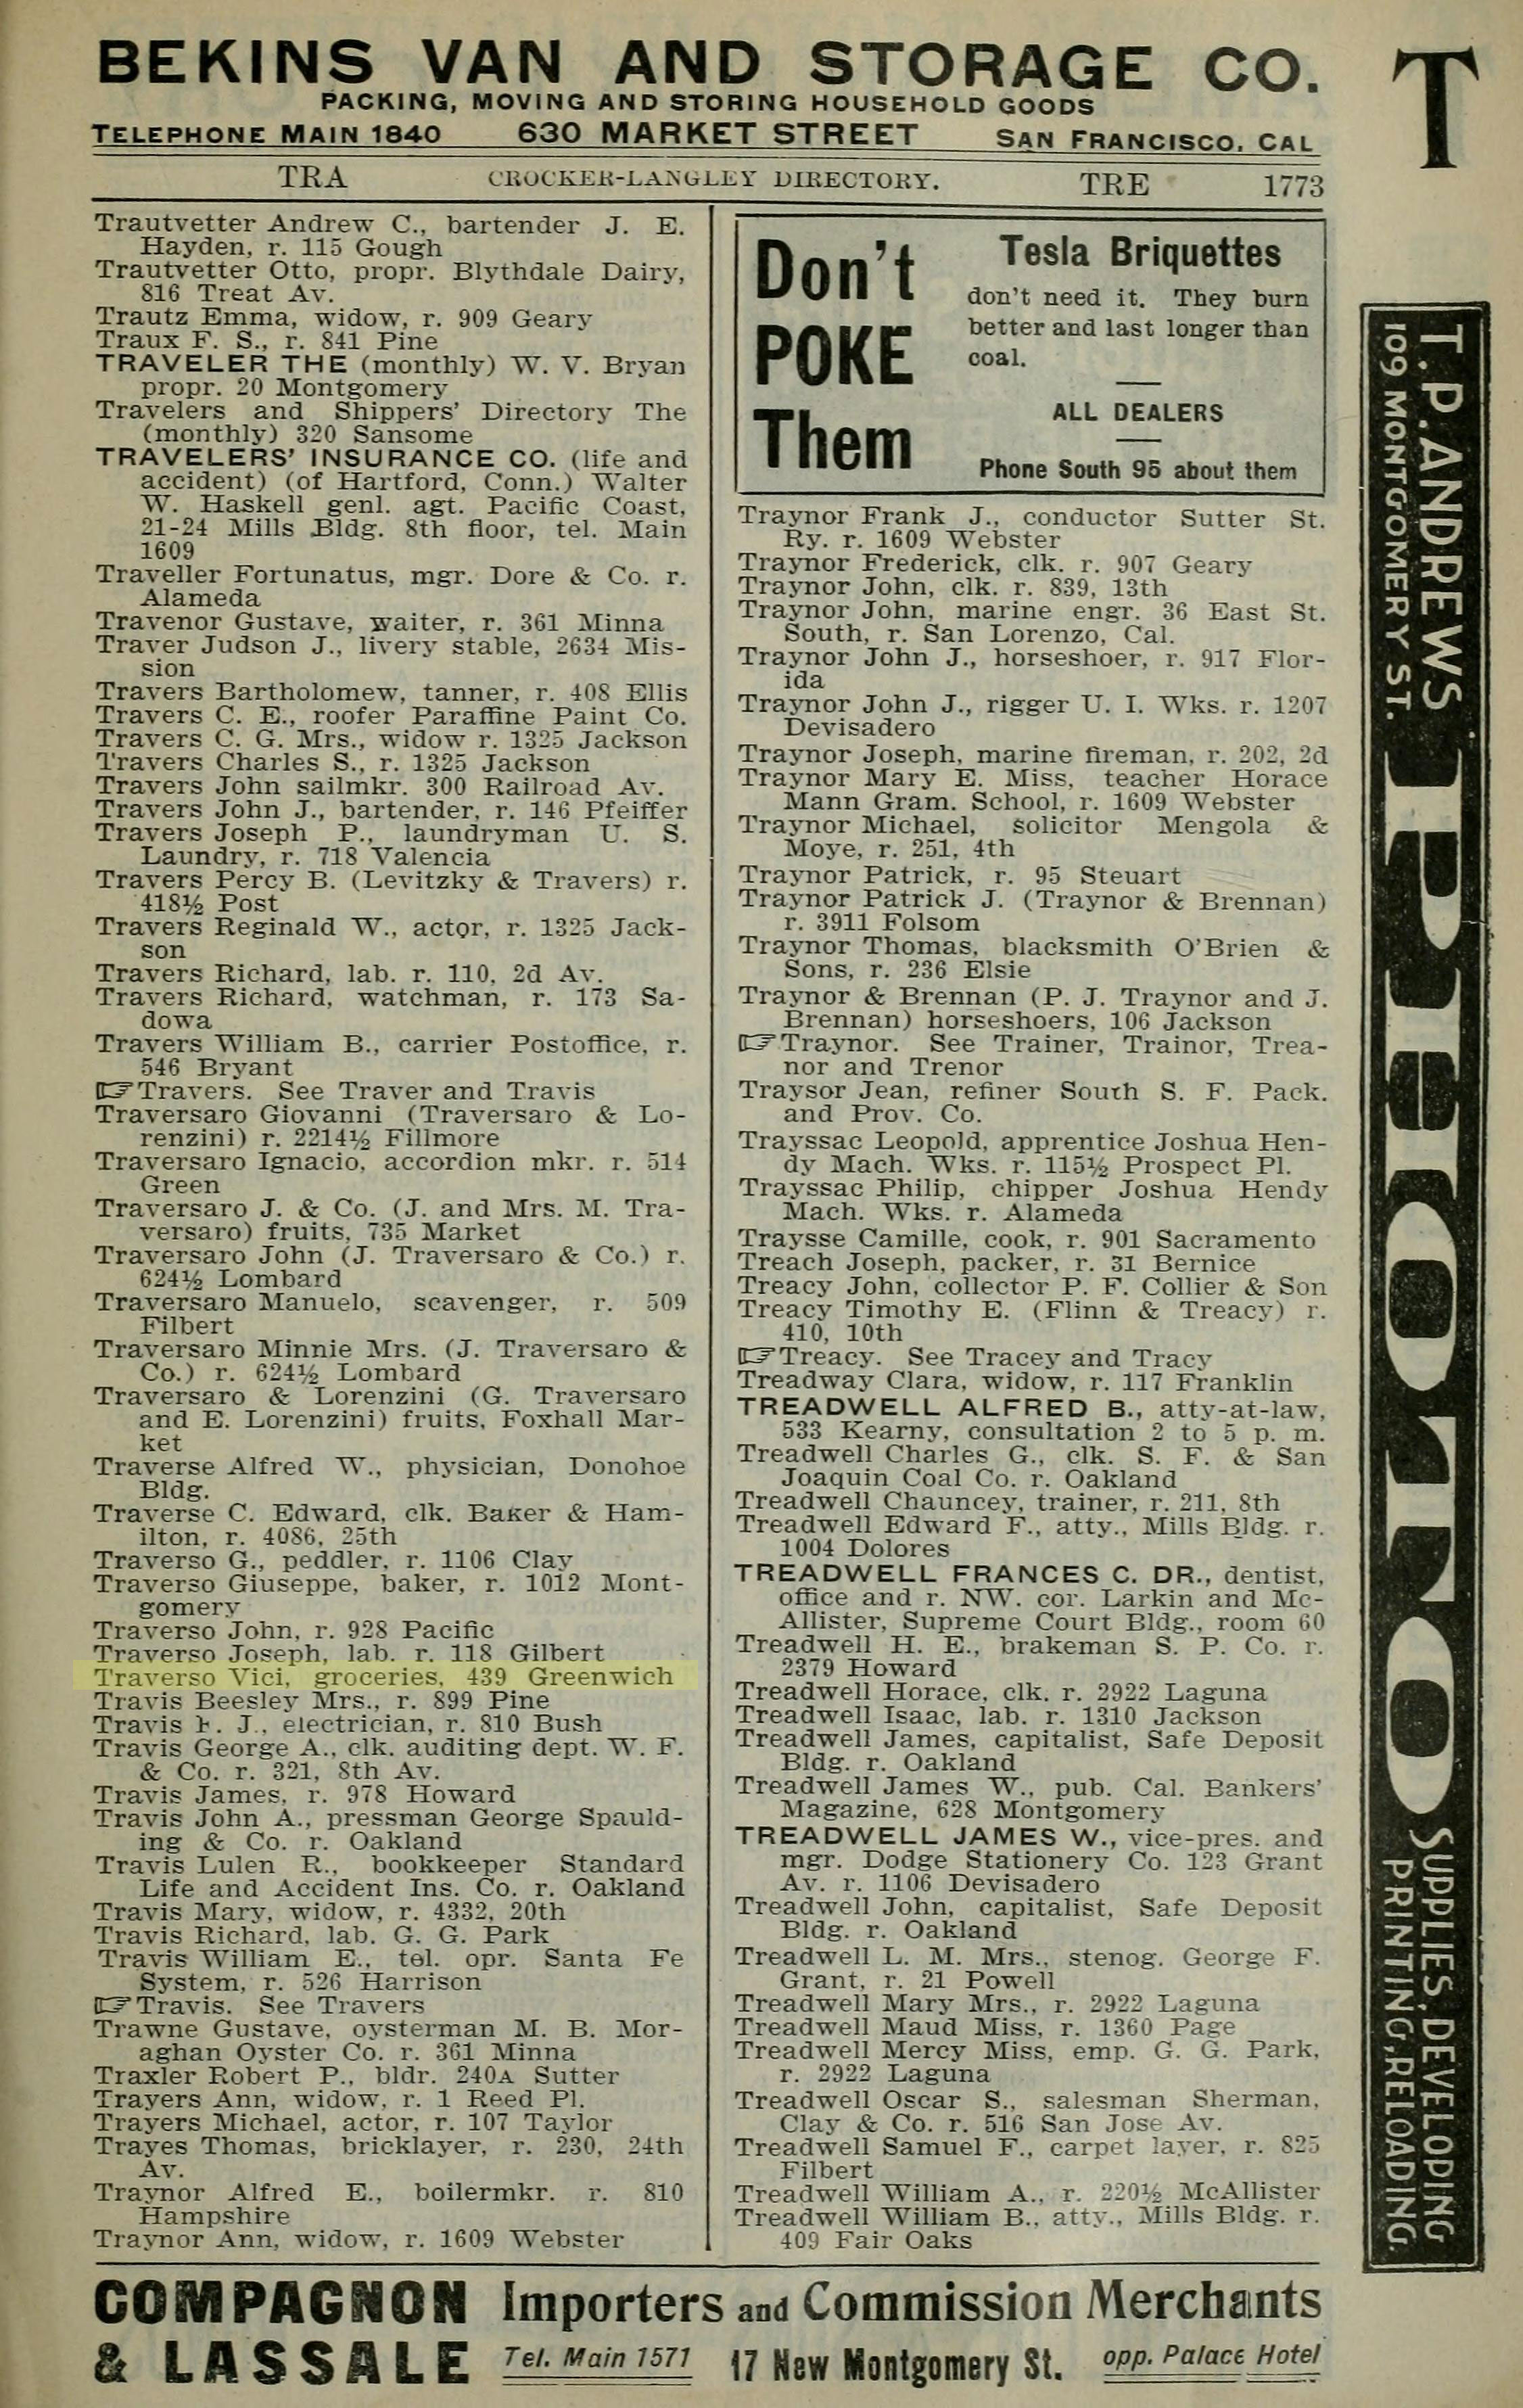 BEKINS VAN AND STORAGE CO.
PACKING, MOVING AND STORING HOUSEHOLD GOODS
TELEPHONE MAIN 1840 630 MARKET STREET SAN FRANCISCO. CAL
TRA CROCKER-LANGLEY DIRECTORY. TRE 1773
Trautvetter Andrew C., bartender J. E.
Hayden, r. 115 Gough
Trautvetter Otto, propr. Blythdale Dairy,
816 Treat Av.
Trautz Emma, widow, r. 909 Geary
Traux F. S., r. 841 Pine
TRAVELER THE (monthly) W. V. Bryan
propr. 20 Montgomery
Travelers and Shippers' Directory The
(monthly) 320 Sansome
TRAVELERS' INSURANCE CO. (life and
accident) (of Hartford, Conn.) Walter
W. Haskell genl. agt. Pacific Coast,
21-24 Mills Bldg. 8th floor, tel. Main
1609
Traveller Fortunatus, mgr. Dore & Co. r.
Alameda
Travenor Gustave, waiter, r. 361 Minna
Traver Judson J., livery stable, 2634 Mis-
sion
Travers Bartholomew, tanner, r. 408 Ellis
Travers C. E., roofer Paraffine Paint Co.
Travers C. G. Mrs., widow r. 1325 Jackson
Travers Charles S., r. 1325 Jackson
Travers John sailmkr. 300 Railroad Av.
Travers John J., bartender, r. 146 Pfeiffer
Travers Joseph P., laundryman U. S.
Laundry, r. 718 Valencia
Travers Percy B. (Levitzky & Travers) r.
418½ Post
Travers Reginald W., actor, r. 1325 Jack-
son
Travers Richard, lab. r. 110, 2d Av.
Travers Richard, watchman, r. 173 Sa-
dowa
Travers William B., carrier Postoffice, r.
546 Bryant
☞Travers. See Traver and Travis
Traversaro Giovanni (Traversaro & Lo-
renzini) r. 2214½ Fillmore
Traversaro Ignacio, accordion mkr. r. 514
Green
Traversaro J. & Co. (J. and Mrs. M. Tra-
versaro) fruits, 735 Market
Traversaro John (J. Traversaro & Co.) r.
624½ Lombard
Traversaro Manuelo, scavenger, r. 509
Filbert
Traversaro Minnie Mrs. (J. Traversaro &
Co.) r. 624½ Lombard
Traversaro & Lorenzini (G. Traversaro
and E. Lorenzini) fruits, Foxhall Mar-
ket
Traverse Alfred W., physician, Donohoe
Bldg.
Traverse C. Edward, clk. Baker & Ham-
ilton, r. 4086, 25th
Traverso G., peddler, r. 1106 Clay
Traverso Giuseppe, baker, r. 1012 Mont-
gomery
Traverso John, r. 928 Pacific
Traverso Joseph, lab. r. 118 Gilbert
Traverso Vici, groceries, 439 Greenwich
Travis Beesley Mrs., r. 899 Pine
Travis F. J., electrician, r. 810 Bush
Travis George A., clk. auditing dept. W. F.
& Co. r. 321, 8th Av.
Travis James, r. 978 Howard
Travis John A., pressman George Spauld-
ing & Co. r. Oakland
Travis Lulen R., bookkeeper Standard
Life and Accident Ins. Co. r. Oakland
Travis Mary, widow, r. 4332, 20th
Travis Richard, lab. G. G. Park
Travis William E., tel. opr. Santa Fe
System, r. 526 Harrison
☞Travis. See Travers
Trawne Gustave, oysterman M. B. Mor-
aghan Oyster Co. r. 361 Minna
Traxler Robert P., bldr. 240A Sutter
Trayers Ann, widow, r. 1 Reed Pl.
Trayers Michael, actor, r. 107 Taylor
Trayes Thomas, bricklayer, r. 230, 24th
Av.
Traynor Alfred E., boilermkr. r. 810
Hampshire
Traynor Ann, widow, r. 1609 Webster
Don't
POKE
Them
Tesla Briquettes
don't need it. They burn
better and last longer than
coal.
ALL DEALERS
Phone South 95 about them
Traynor Frank J., conductor Sutter St.
Ry. r. 1609 Webster
Traynor Frederick, clk. r. 907 Geary
Traynor John, clk. r. 839, 13th
Traynor John, marine engr. 36 East St.
South, r. San Lorenzo, Cal.
Traynor John J., horseshoer, r. 917 Flor-
ida
Traynor John J., rigger U. I. Wks. r. 1207
Devisadero
Traynor Joseph, marine fireman, r. 202, 2d
Traynor Mary E. Miss, teacher Horace
Mann Gram. School, r. 1609 Webster
Traynor Michael, solicitor Mengola &
Moye, r. 251, 4th
Traynor Patrick, r. 95 Steuart
Traynor Patrick J. (Traynor & Brennan)
r. 3911 Folsom
Traynor Thomas, blacksmith O'Brien &
Sons, r. 236 Elsie
Traynor & Brennan (P. J. Traynor and J.
Brennan) horseshoers, 106 Jackson
☞Traynor. See Trainer, Trainor, Trea-
nor and Trenor
Traysor Jean, refiner South S. F. Pack.
and Prov. Co.
Trayssac Leopold, apprentice Joshua Hen-
dy Mach. Wks. r. 115½ Prospect Pl.
Trayssac Philip, chipper Joshua Hendy
Mach. Wks. r. Alameda
Traysse Camille, cook, r. 901 Sacramento
Treach Joseph, packer, r. 31 Bernice
Treacy John, collector P. F. Collier & Son
Treacy Timothy E. (Flinn & Treacy) r.
410, 10th
☞Treacy. See Tracey and Tracy
Treadway Clara, widow, r. 117 Franklin
TREADWELL ALFRED B., atty-at-law,
533 Kearny, consultation 2 to 5 p. m.
Treadwell Charles G., clk. S. F. & San
Joaquin Coal Co. r. Oakland
Treadwell Chauncey, trainer, r. 211, 8th
Treadwell Edward F., atty., Mills Bldg. r.
1004 Dolores
TREADWELL FRANCES C. DR., dentist,
office and r. NW. cor. Larkin and Mc-
Allister, Supreme Court Bldg., room 60
Treadwell H. E., brakeman S. P. Co. r.
2379 Howard
Treadwell Horace, clk. r. 2922 Laguna
Treadwell Isaac, lab. r. 1310 Jackson
Treadwell James, capitalist, Safe Deposit
Bldg. r. Oakland
Treadwell James W., pub. Cal. Bankers'
Magazine, 628 Montgomery
TREADWELL JAMES W., vice-pres. and
mgr. Dodge Stationery Co. 123 Grant
Av. r. 1106 Devisadero
Treadwell John, capitalist, Safe Deposit
Bldg. r. Oakland
Treadwell L. M. Mrs., stenog. George F.
Grant, r. 21 Powell
Treadwell Mary Mrs., r. 2922 Laguna
Treadwell Maud Miss, r. 1360 Page
Treadwell Mercy Miss, emp. G. G. Park,
r. 2922 Laguna
Treadwell Oscar S., salesman Sherman,
Clay & Co. r. 516 San Jose Av.
Treadwell Samuel F., carpet layer, r. 825
Filbert
Treadwell William A., r. 220½ McAllister
Treadwell William B., atty., Mills Bldg. r.
409 Fair Oaks
COMPAGNON
& LASSALE
Importers and Commission Merchants
Tel. Main 1571 17 New Montgomery St. opp. Palace Hotel
T
T. P. ANDREWS
109 MONTGOMERY ST.
PHOTO
SUPPLIES, DEVELOPING
PRINTING, RELOADING.